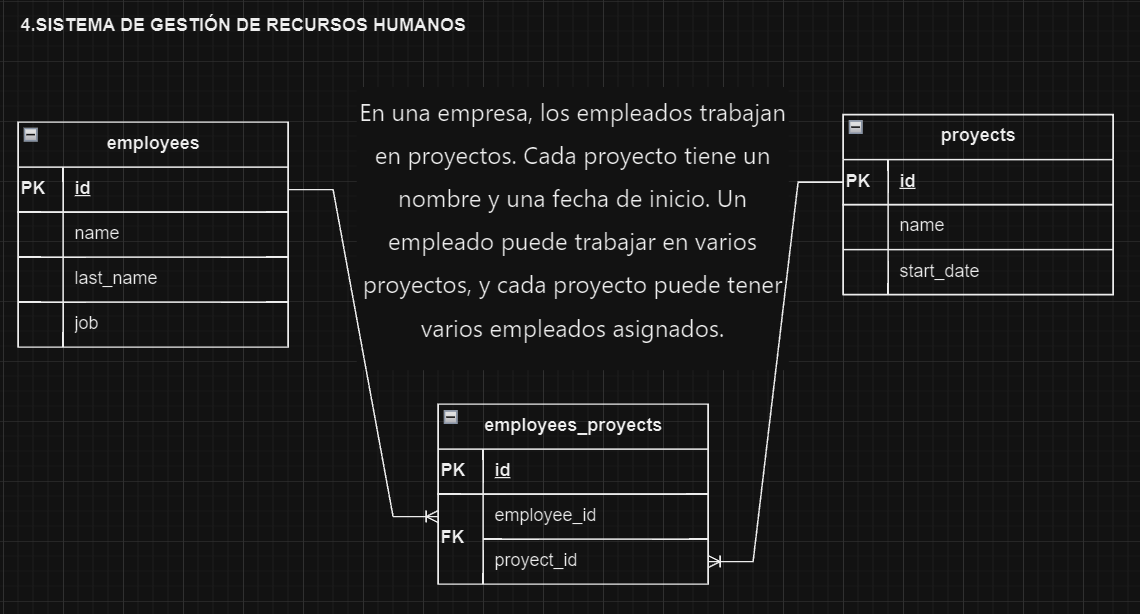 4.SISTEMA DE GESTIÓN DE RECURSOS HUMANOS
En una empresa, los empleados trabajan
en proyectos. Cada proyecto tiene un
nombre y una fecha de inicio. Un
empleado puede trabajar en varios
proyectos, y cada proyecto puede tener
varios empleados asignados.
employees
PK id
name
last_name
job
proyects
PK id
name
start_date
employees_proyects
PK id
employee_id
FK
proyect_id